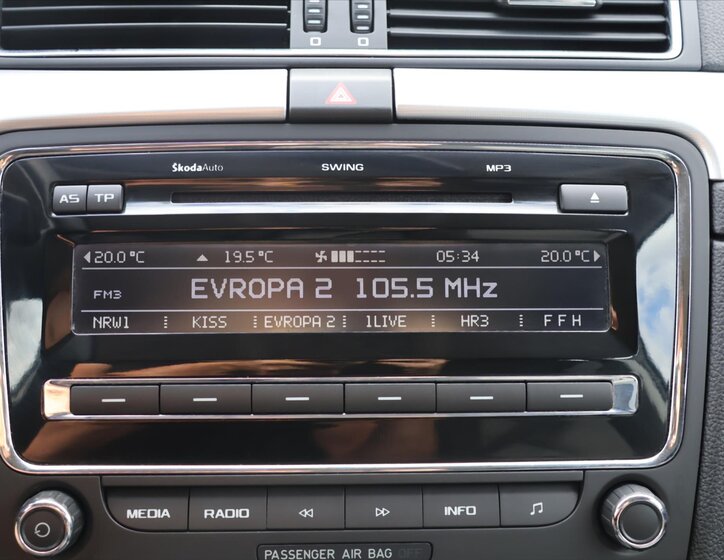 ŠkodaAuto SWING MP3
AS TP
20.0°C 19.5°C 05:34 20.0°C
FM3 EVROPA 2 105.5 MHz
NRW1 KISS EVROPA 2 1LIVE HR3 FFH
MEDIA RADIO INFO
PASSENGER AIR BAG OFF